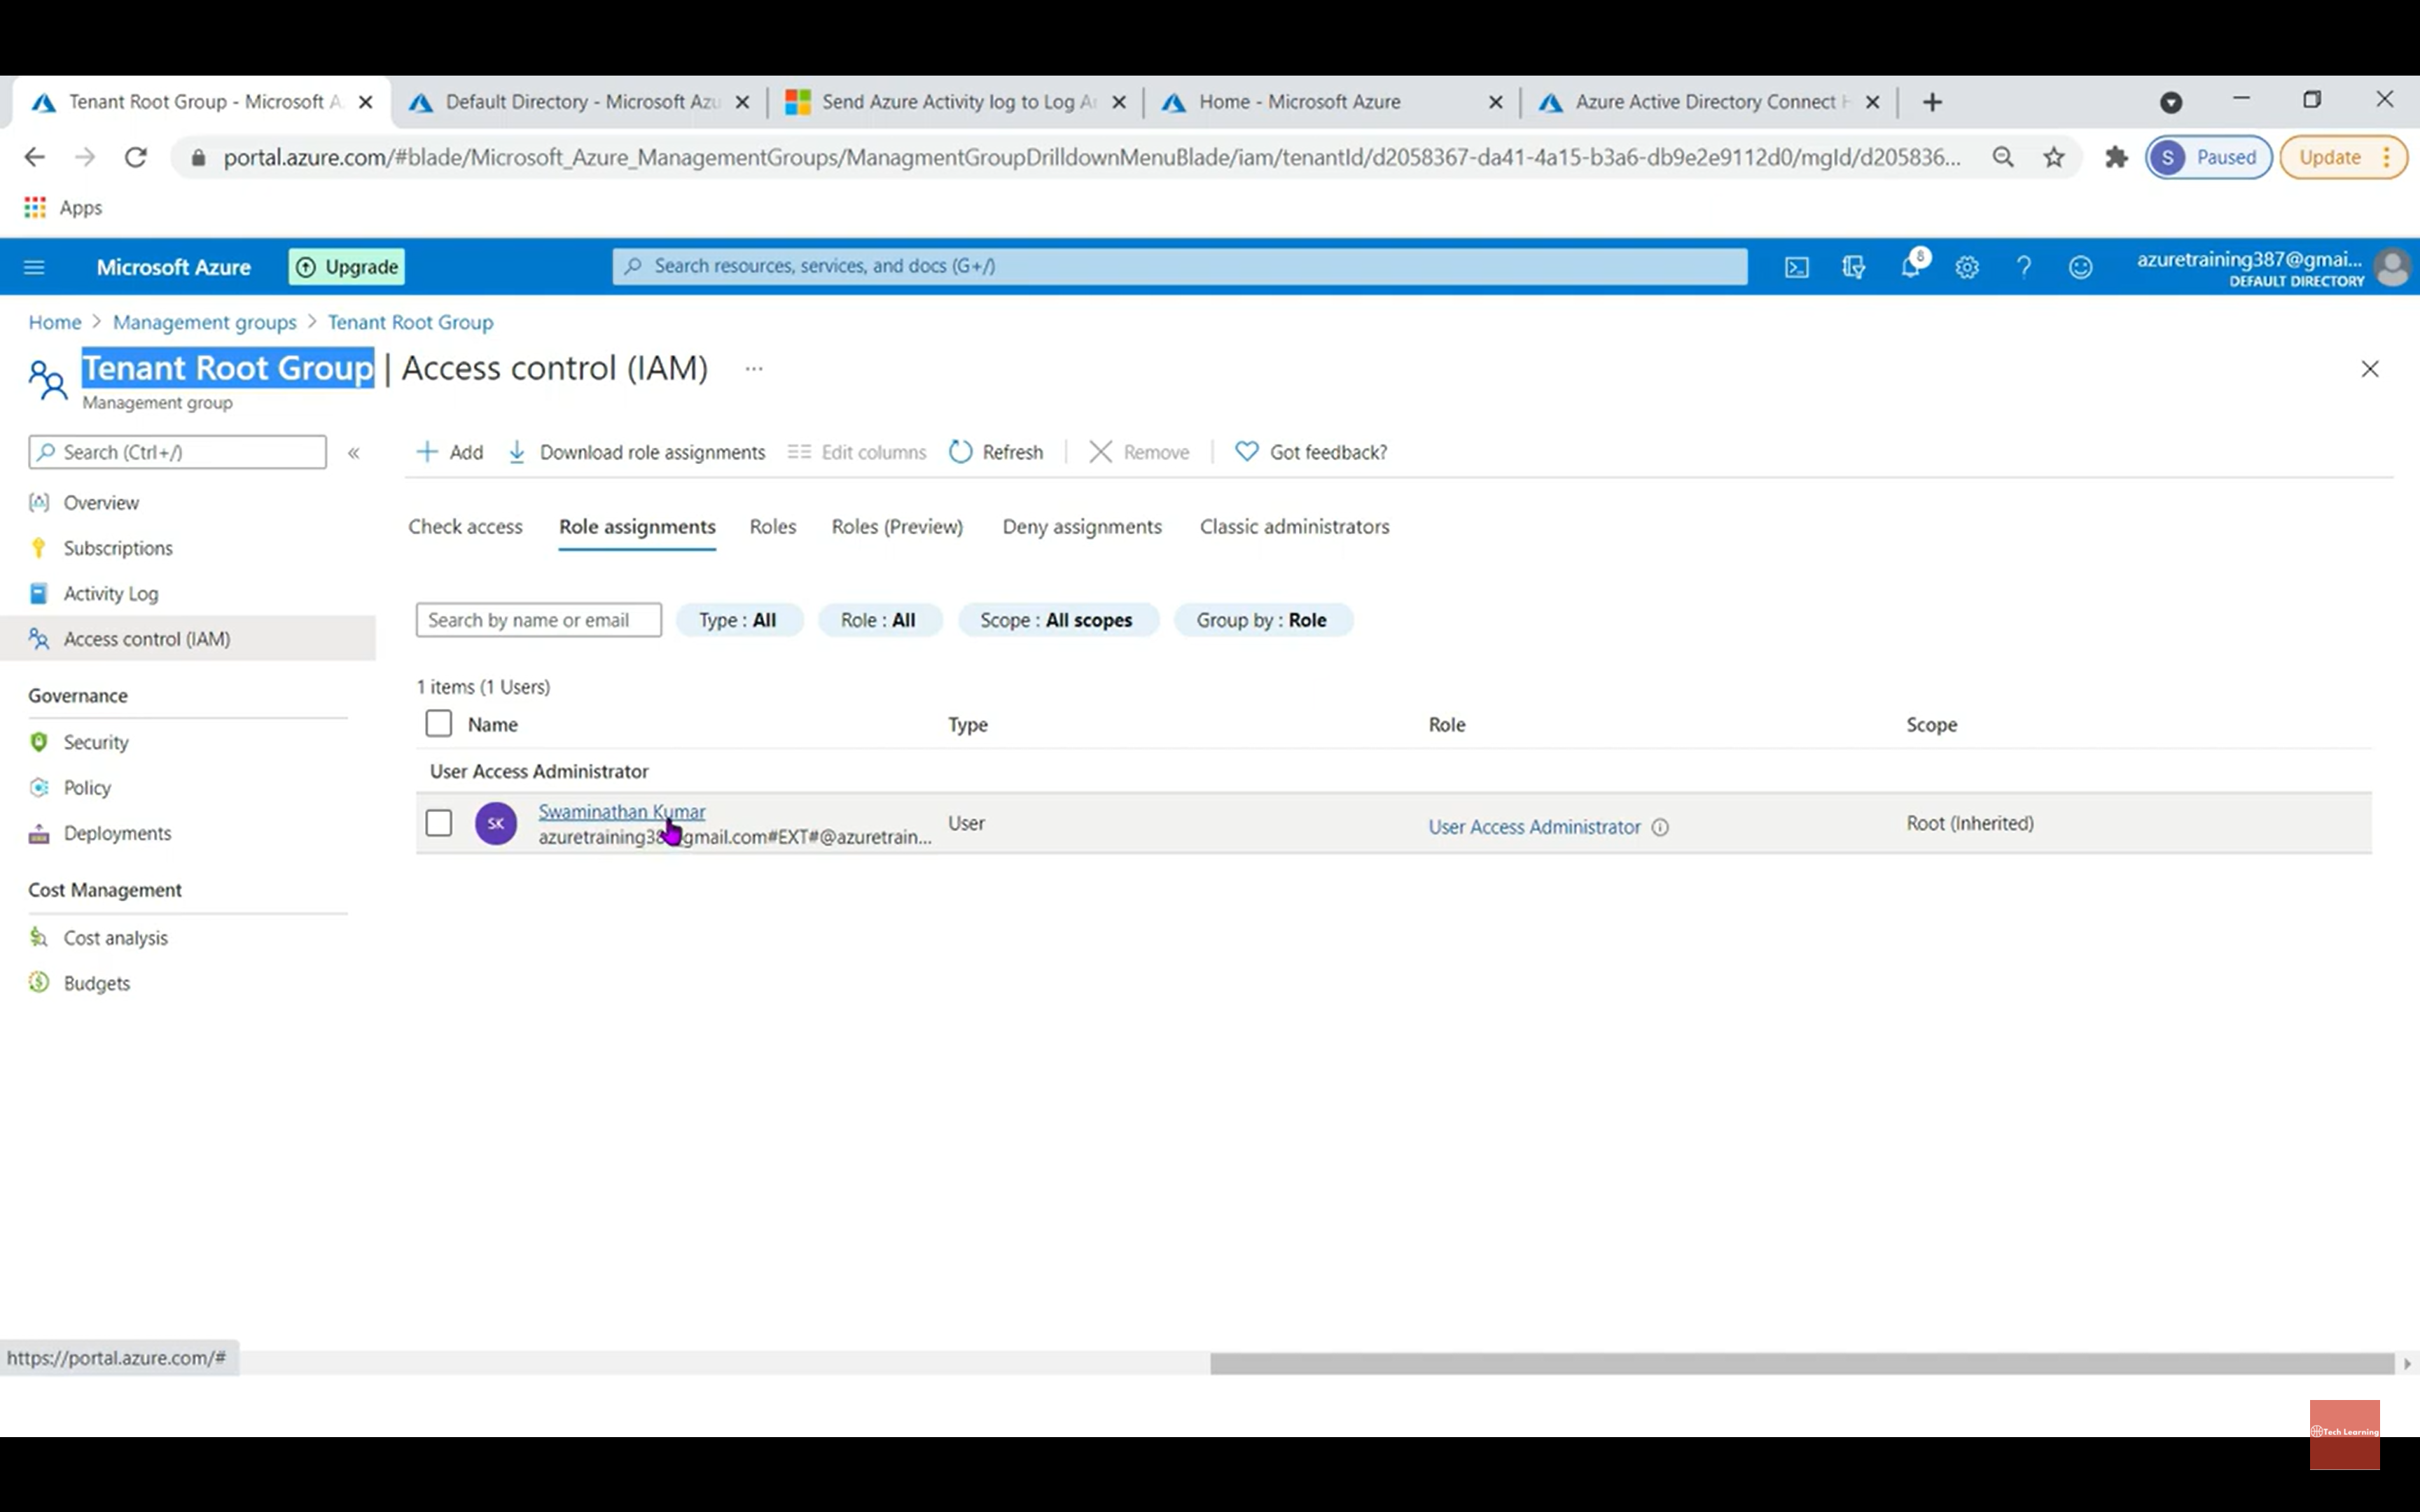 Tenant Root Group - Microsoft A
Default Directory - Microsoft Azu
Send Azure Activity log to Log An
Home - Microsoft Azure
Azure Active Directory Connect H
portal.azure.com/#blade/Microsoft_Azure_ManagementGroups/ManagmentGroupDrilldownMenuBlade/iam/tenantId/d2058367-da41-4a15-b3a6-db9e2e9112d0/mgId/d205836...
S Paused
Update
Apps
Microsoft Azure
Upgrade
Search resources, services, and docs (G+/)
8
azuretraining387@gmai...
DEFAULT DIRECTORY
Home > Management groups > Tenant Root Group
Tenant Root Group | Access control (IAM) ...
Management group
Search (Ctrl+/)
«
Add
Download role assignments
Edit columns
Refresh
Remove
Got feedback?
Overview
Subscriptions
Activity Log
Access control (IAM)
Governance
Security
Policy
Deployments
Cost Management
Cost analysis
Budgets
Check access
Role assignments
Roles
Roles (Preview)
Deny assignments
Classic administrators
Search by name or email
Type : All
Role : All
Scope : All scopes
Group by : Role
1 items (1 Users)
Name
Type
Role
Scope
User Access Administrator
SK
Swaminathan Kumar
azuretraining38 gmail.com#EXT#@azuretrain...
User
User Access Administrator
Root (Inherited)
https://portal.azure.com/#
Tech Learning